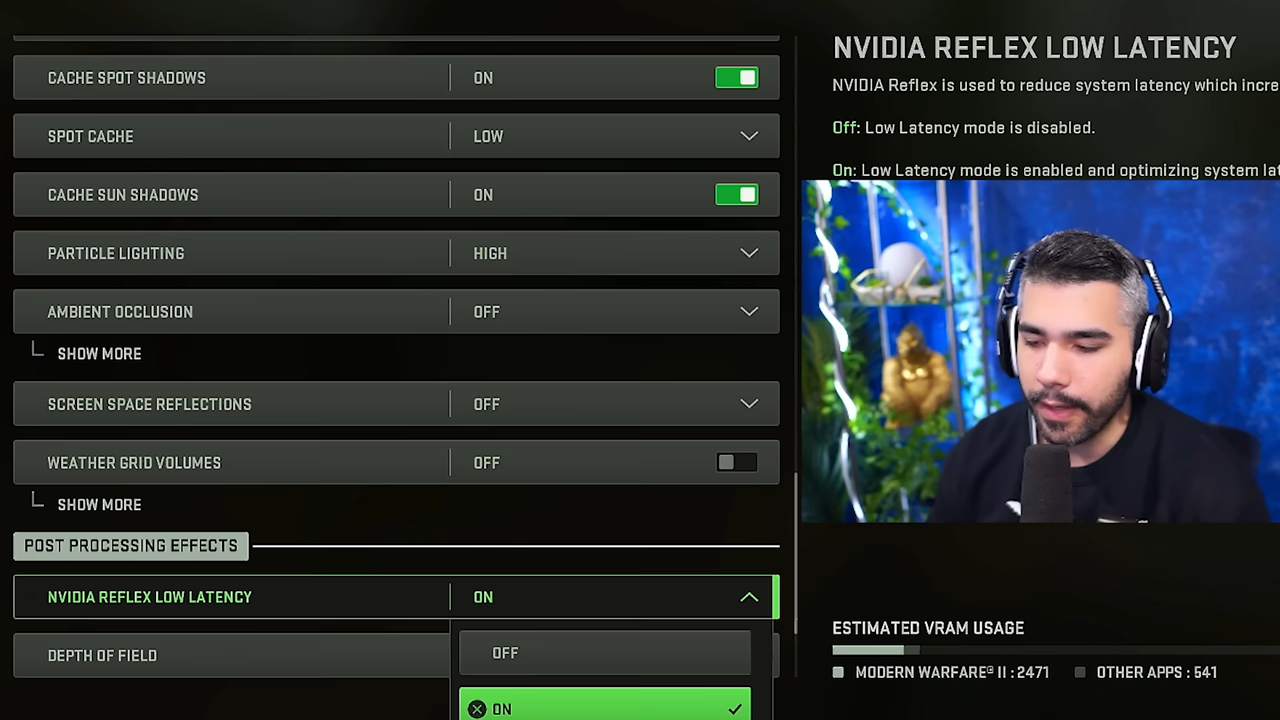 CACHE SPOT SHADOWS ON
SPOT CACHE LOW
CACHE SUN SHADOWS ON
PARTICLE LIGHTING HIGH
AMBIENT OCCLUSION OFF
SHOW MORE
SCREEN SPACE REFLECTIONS OFF
WEATHER GRID VOLUMES OFF
SHOW MORE
POST PROCESSING EFFECTS
NVIDIA REFLEX LOW LATENCY ON
DEPTH OF FIELD
OFF
ON
NVIDIA REFLEX LOW LATENCY
NVIDIA Reflex is used to reduce system latency which incre
Off: Low Latency mode is disabled.
On: Low Latency mode is enabled and optimizing system lat
ESTIMATED VRAM USAGE
MODERN WARFARE® II : 2471 OTHER APPS : 541